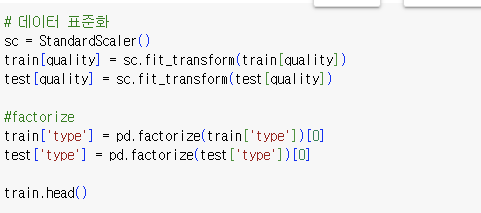 # 데이터 표준화
sc = StandardScaler()
train[quality] = sc.fit_transform(train[quality])
test[quality] = sc.fit_transform(test[quality])
#factorize
train['type'] = pd.factorize(train['type'])[0]
test['type'] = pd.factorize(test['type'])[0]
train.head()